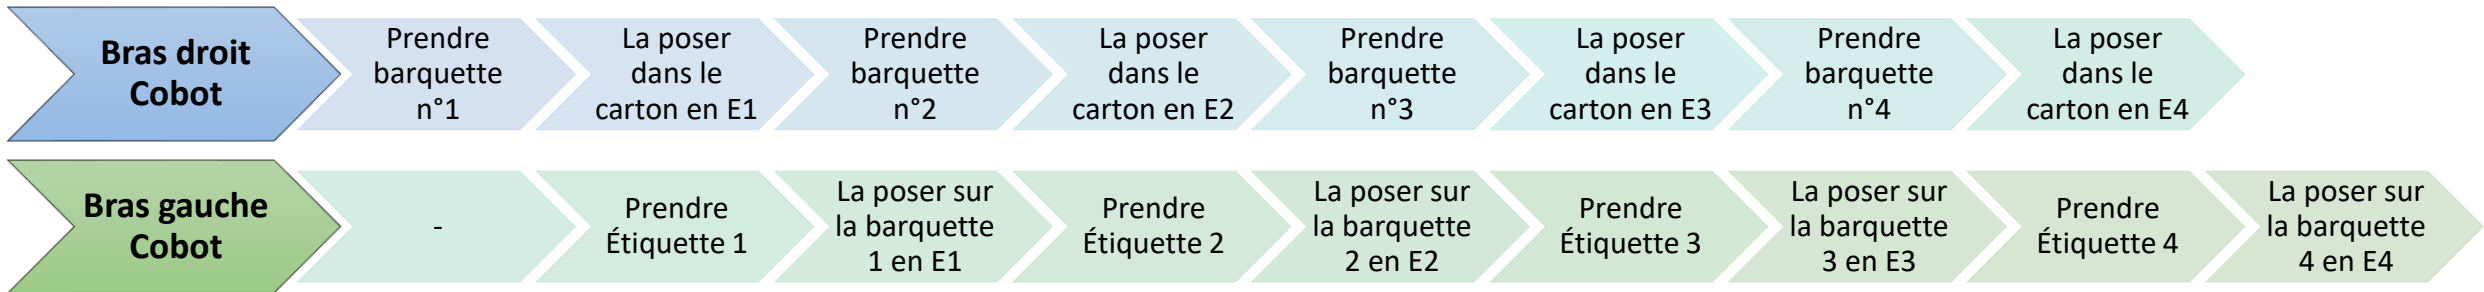 Bras droit
Cobot
Prendre
barquette
n°1
La poser
dans le
carton en E1
Prendre
barquette
n°2
La poser
dans le
carton en E2
Prendre
barquette
n°3
La poser
dans le
carton en E3
Prendre
barquette
n°4
La poser
dans le
carton en E4
Bras gauche
Cobot
-
Prendre
Étiquette 1
La poser sur
la barquette
1 en E1
Prendre
Étiquette 2
La poser sur
la barquette
2 en E2
Prendre
Étiquette 3
La poser sur
la barquette
3 en E3
Prendre
Étiquette 4
La poser sur
la barquette
4 en E4